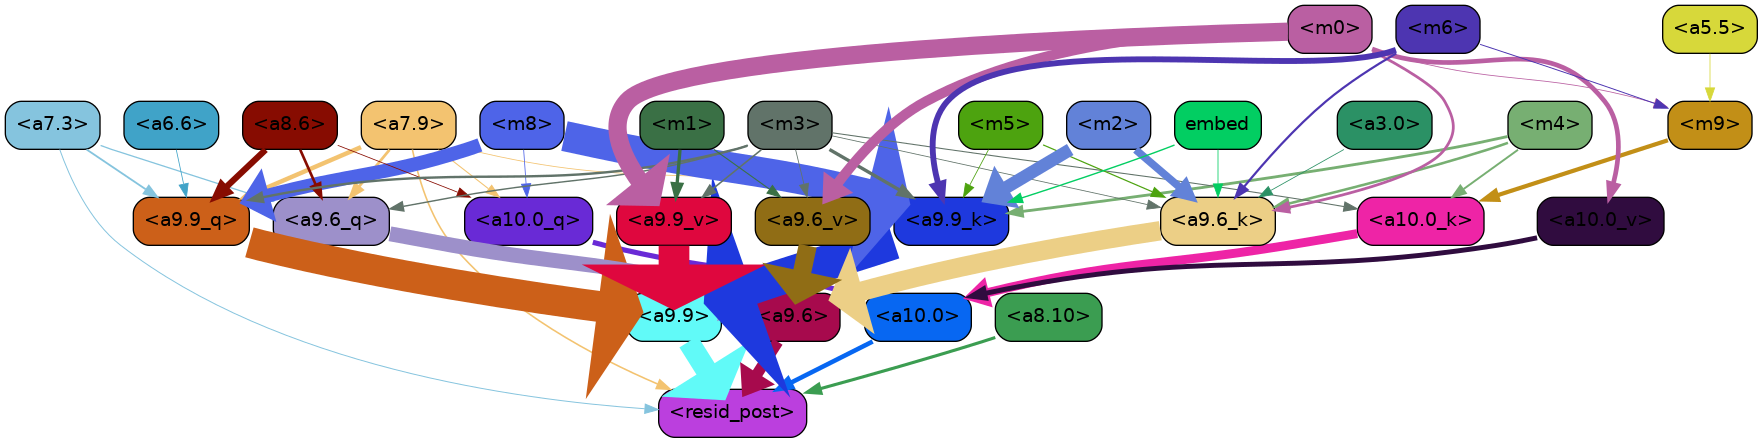 <m0> <m6> <a5.5>
<a7.3> <a6.6> <a8.6> <a7.9> <m8> <m1> <m3> <m5> <m2> embed <a3.0> <m4> <m9>
<a9.9_q> <a9.6_q> <a10.0_q> <a9.9_v> <a9.6_v> <a9.9_k> <a9.6_k> <a10.0_k> <a10.0_v>
<a9.9> <a9.6> <a10.0> <a8.10>
<resid_post>